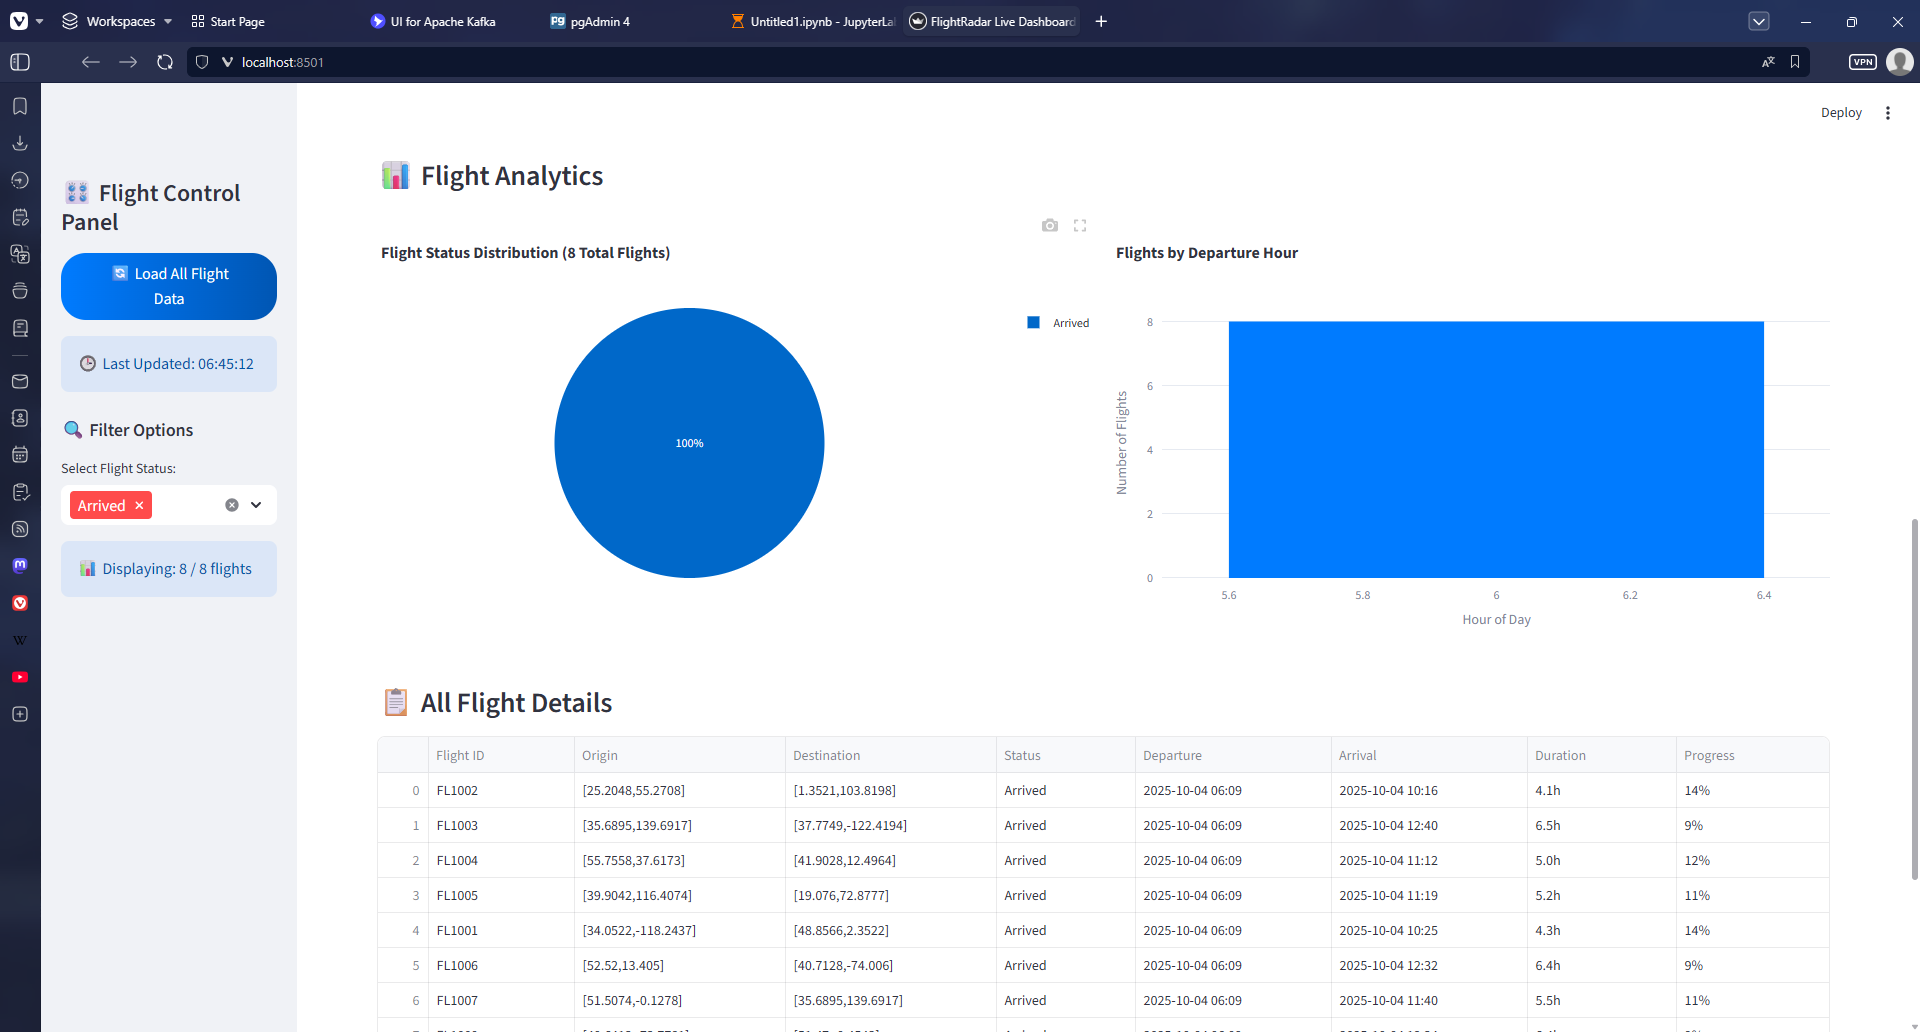 Workspaces
Start Page
UI for Apache Kafka
pgAdmin 4
Untitled1.ipynb - JupyterLa
FlightRadar Live Dashboard
localhost:8501
VPN
Deploy
Flight Control
Panel
Load All Flight
Data
Last Updated: 06:45:12
Filter Options
Select Flight Status:
Arrived
Displaying: 8 / 8 flights
Flight Analytics
Flight Status Distribution (8 Total Flights)
100%
Arrived
Flights by Departure Hour
8
6
4
2
0
Number of Flights
5.6 5.8 6 6.2 6.4
Hour of Day
All Flight Details
Flight ID Origin Destination Status Departure Arrival Duration Progress
0 FL1002 [25.2048,55.2708] [1.3521,103.8198] Arrived 2025-10-04 06:09 2025-10-04 10:16 4.1h 14%
1 FL1003 [35.6895,139.6917] [37.7749,-122.4194] Arrived 2025-10-04 06:09 2025-10-04 12:40 6.5h 9%
2 FL1004 [55.7558,37.6173] [41.9028,12.4964] Arrived 2025-10-04 06:09 2025-10-04 11:12 5.0h 12%
3 FL1005 [39.9042,116.4074] [19.076,72.8777] Arrived 2025-10-04 06:09 2025-10-04 11:19 5.2h 11%
4 FL1001 [34.0522,-118.2437] [48.8566,2.3522] Arrived 2025-10-04 06:09 2025-10-04 10:25 4.3h 14%
5 FL1006 [52.52,13.405] [40.7128,-74.006] Arrived 2025-10-04 06:09 2025-10-04 12:32 6.4h 9%
6 FL1007 [51.5074,-0.1278] [35.6895,139.6917] Arrived 2025-10-04 06:09 2025-10-04 11:40 5.5h 11%